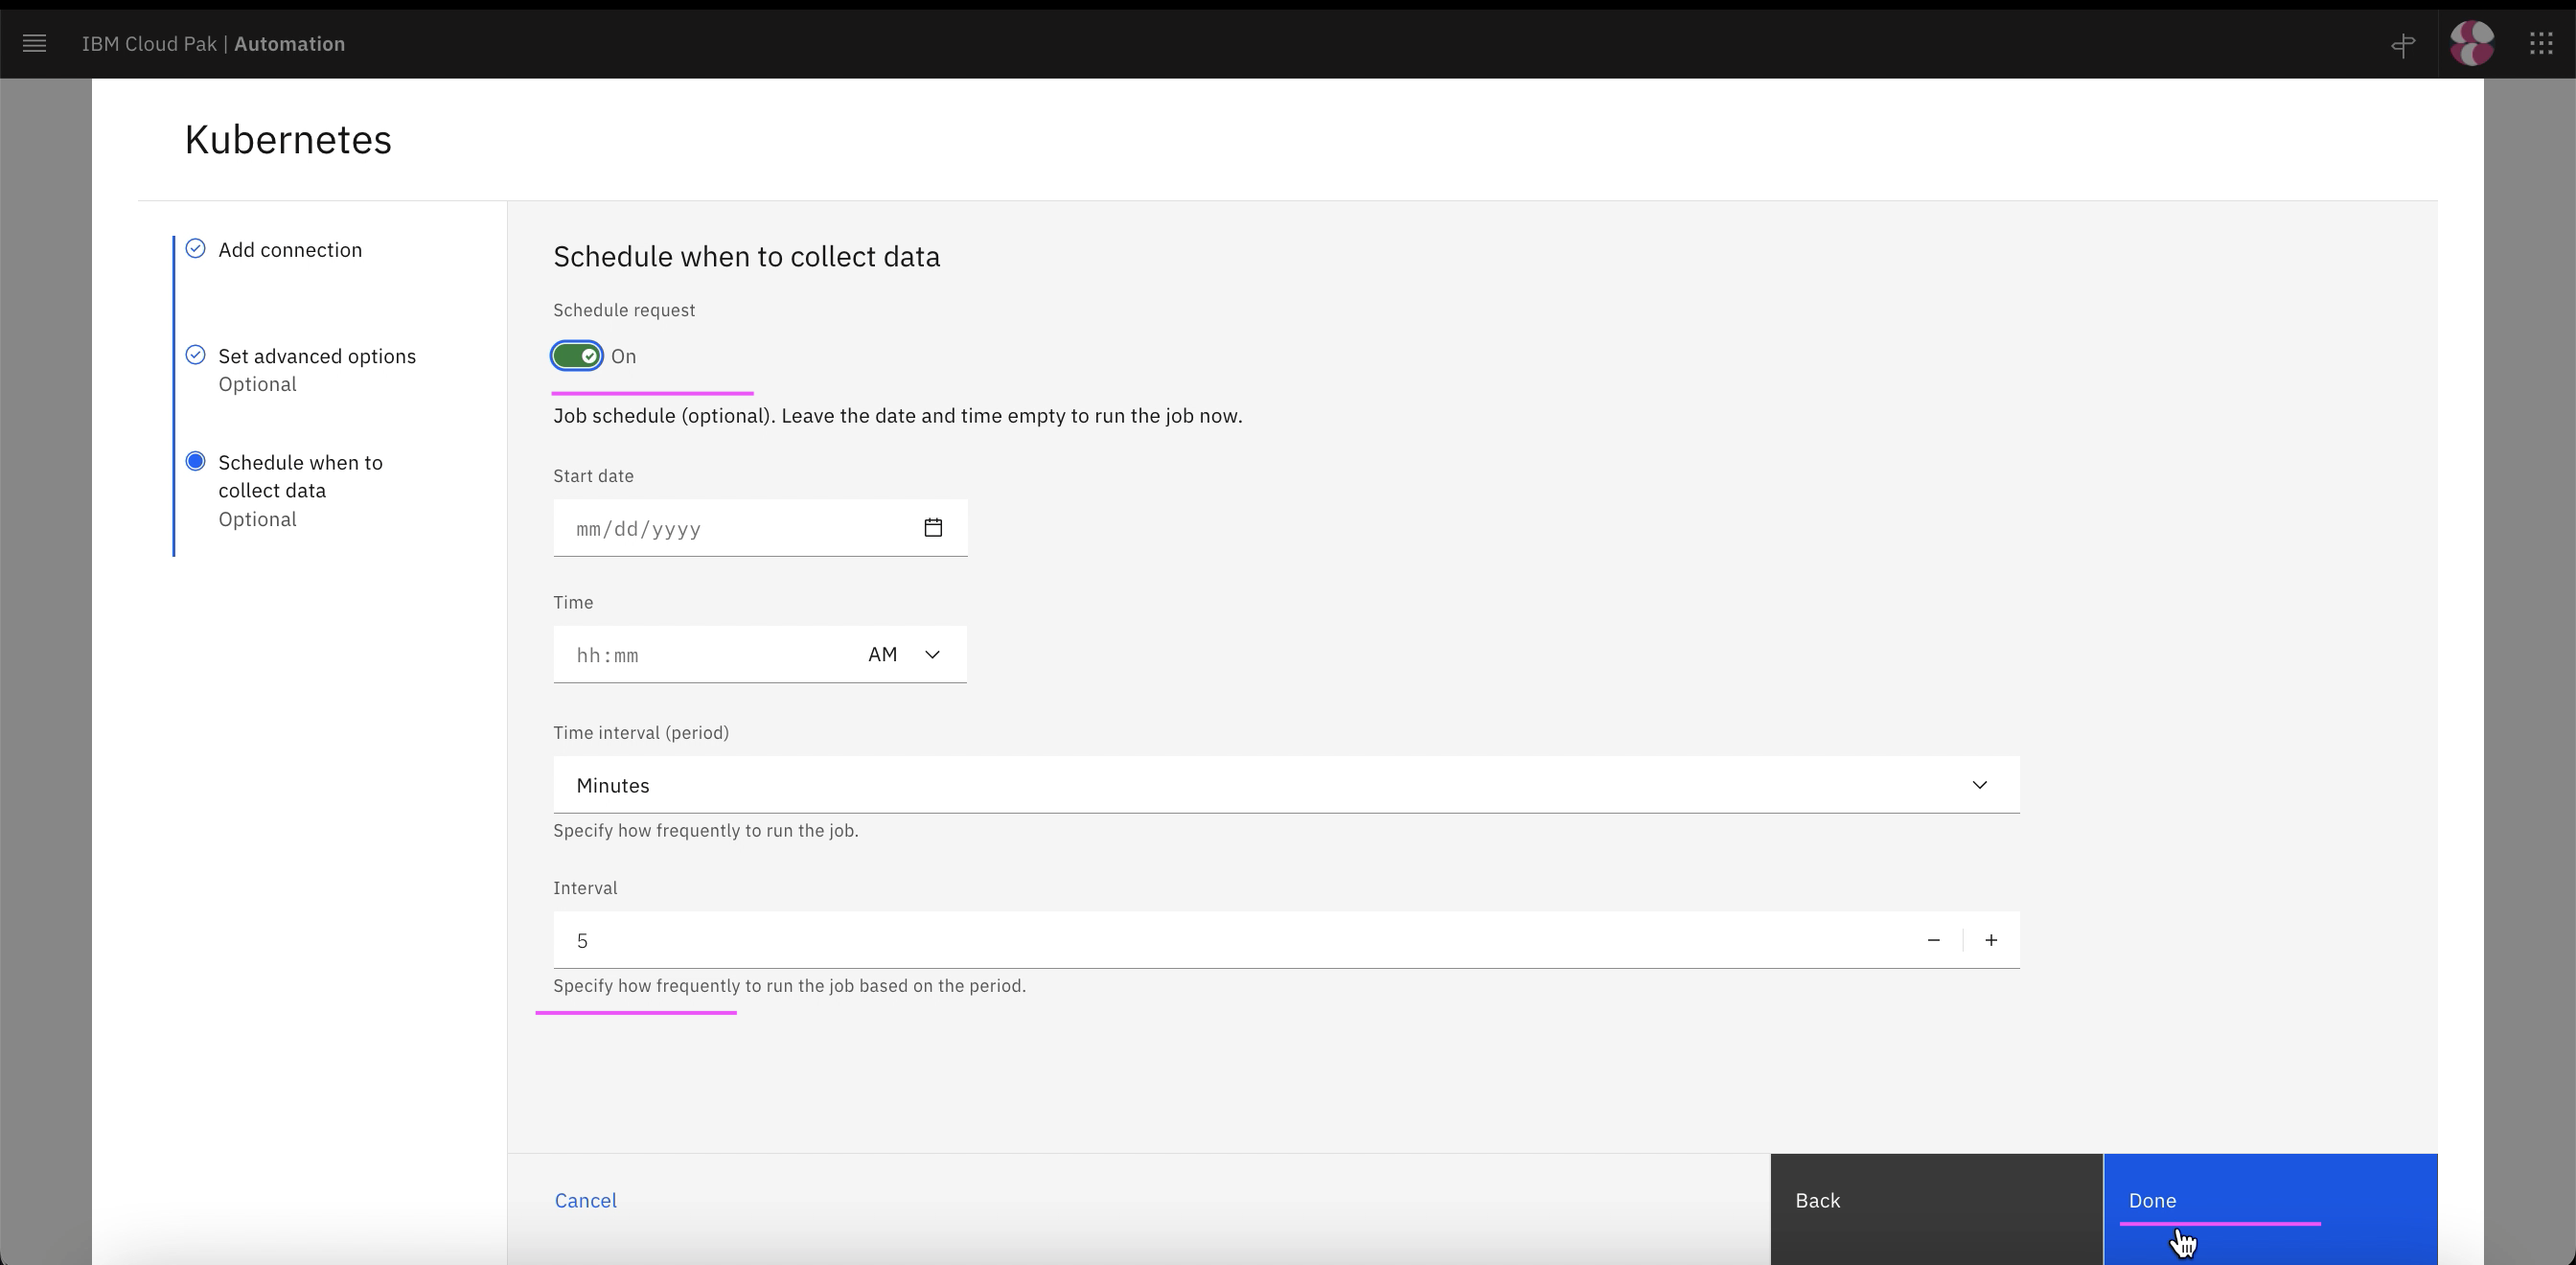 IBM Cloud Pak | Automation
Kubernetes
Add connection
Set advanced options
Optional
Schedule when to
collect data
Optional
Schedule when to collect data
Schedule request
On
Job schedule (optional). Leave the date and time empty to run the job now.
Start date
mm/dd/yyyy
Time
hh:mm AM
Time interval (period)
Minutes
Specify how frequently to run the job.
Interval
5
Specify how frequently to run the job based on the period.
Cancel
Back
Done